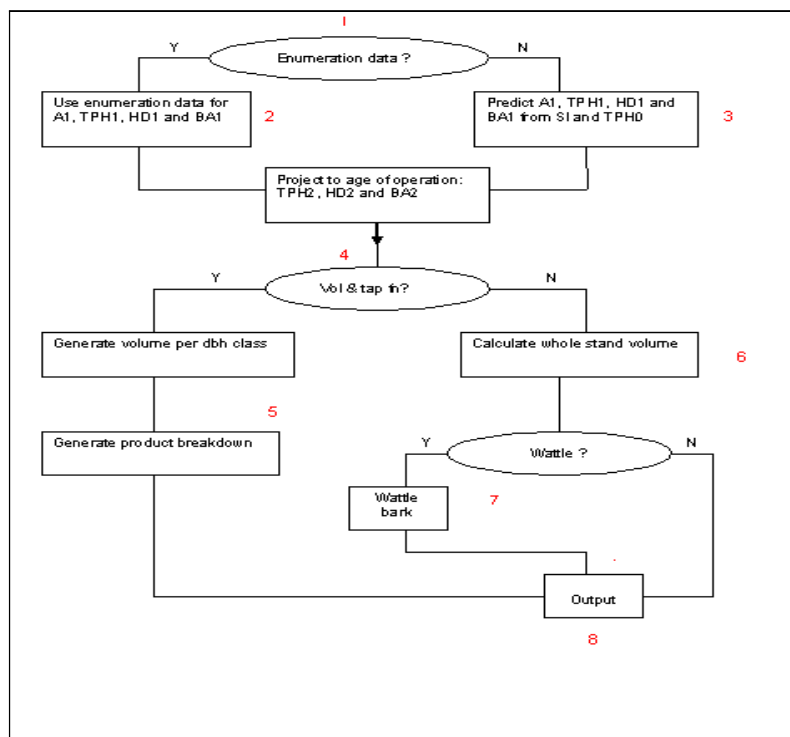 1
Enumeration data ?
Y
N
Use enumeration data for
A1, TPH1, HD1 and BA1
2
Predict A1, TPH1, HD1 and
BA1 from SI and TPH0
3
Project to age of operation:
TPH2, HD2 and BA2
4
Y
Vol & tap fn?
N
Generate volume per dbh class
Calculate whole stand volume
6
5
Generate product breakdown
Y
Wattle ?
N
Wattle
bark
7
Output
8